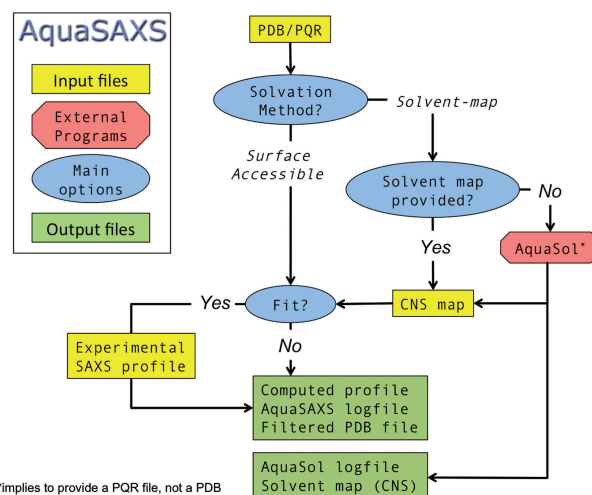 AquaSAXS
Input files
External
Programs
Main
options
Output files
PDB/PQR
Solvation
Method?
Solvent-map
Surface
Accessible
Solvent map
provided?
No
Yes
AquaSol*
Yes
Fit?
CNS map
No
Experimental
SAXS profile
Computed profile
AquaSAXS logfile
Filtered PDB file
AquaSol logfile
Solvent map (CNS)
*implies to provide a PQR file, not a PDB